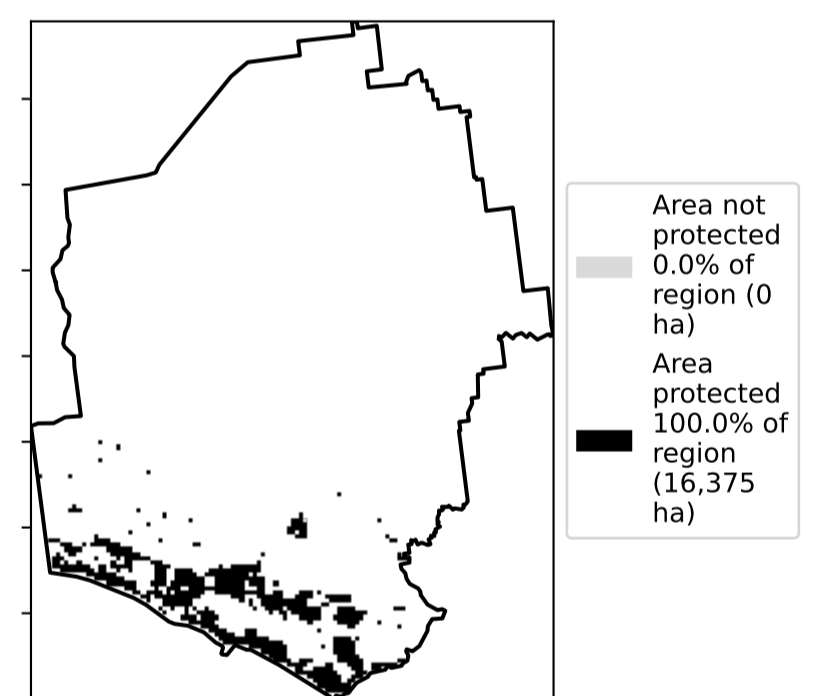 Area not
protected
0.0% of
region (0
ha)
Area
protected
100.0% of
region
(16,375
ha)